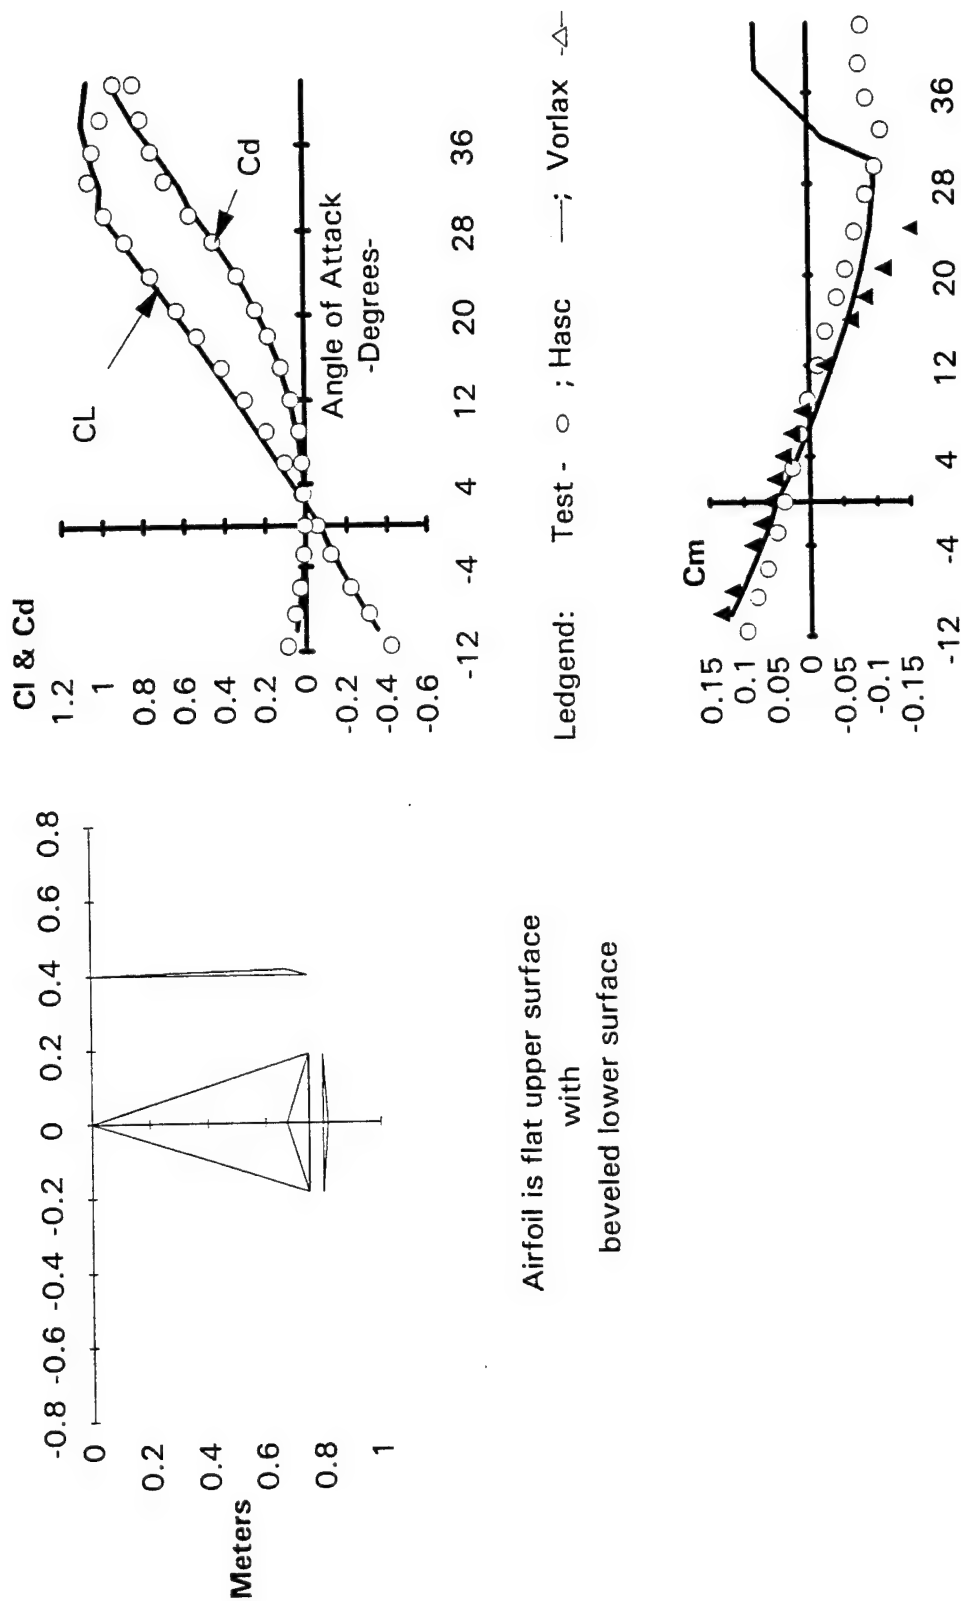 -0.8 -0.6 -0.4 -0.2 0 0.2 0.4 0.6 0.8
0
0.2
0.4
0.6
0.8
1
Meters
Airfoil is flat upper surface
with
beveled lower surface
Cl & Cd
1.2
1
0.8
0.6
0.4
0.2
0
-0.2
-0.4
-0.6
CL
Cd
Angle of Attack
-Degrees-
-12 -4 4 12 20 28 36
Ledgend: Test - O ; Hasc —; Vorlax -△-
Cm
0.15
0.1
0.05
0
-0.05
-0.1
-0.15
-12 -4 4 12 20 28 36